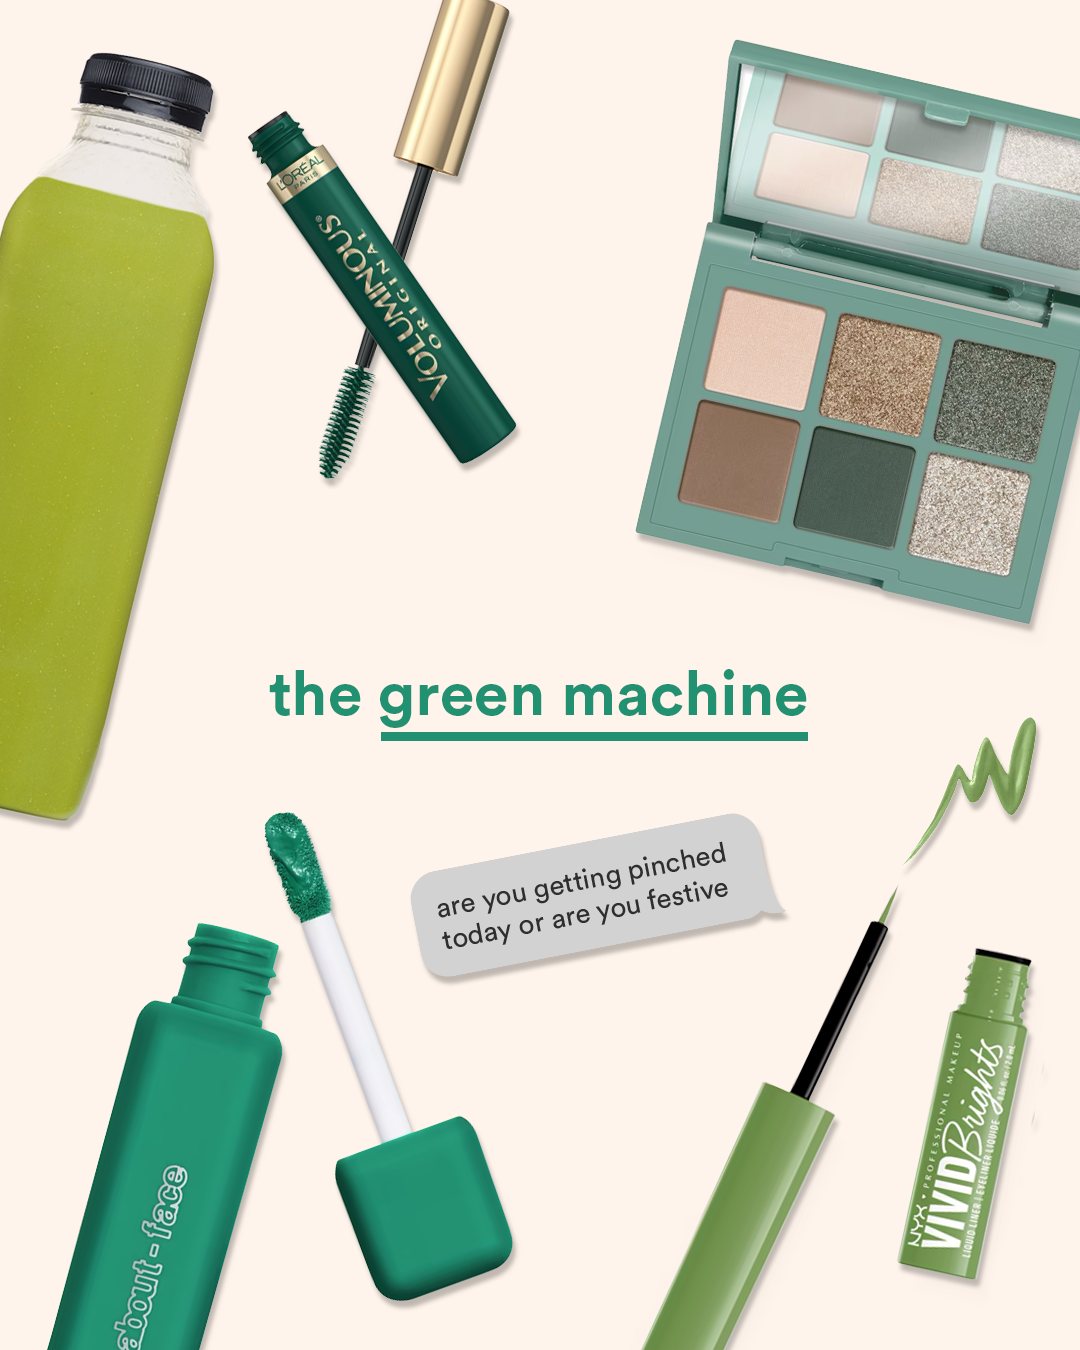 L'ORÉAL
PARIS
VOLUMINOUS®
ORIGINAL
the green machine
are you getting pinched
today or are you festive
about-face
NYX ♥ PROFESSIONAL MAKEUP
VIVID Brights
LIQUID LINER | EYELINER LIQUIDE